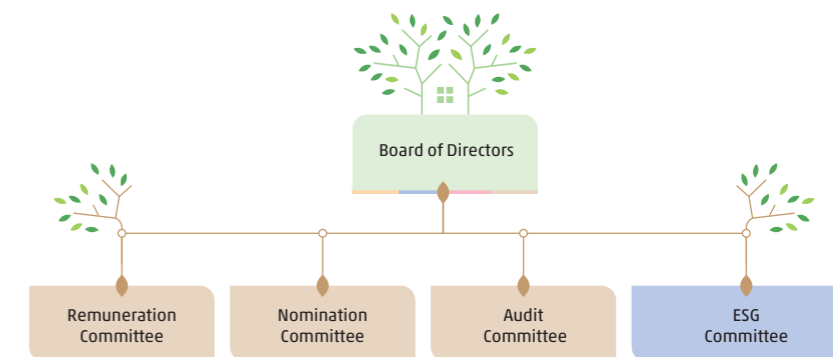 Board of Directors
Remuneration
Committee
Nomination
Committee
Audit
Committee
ESG
Committee